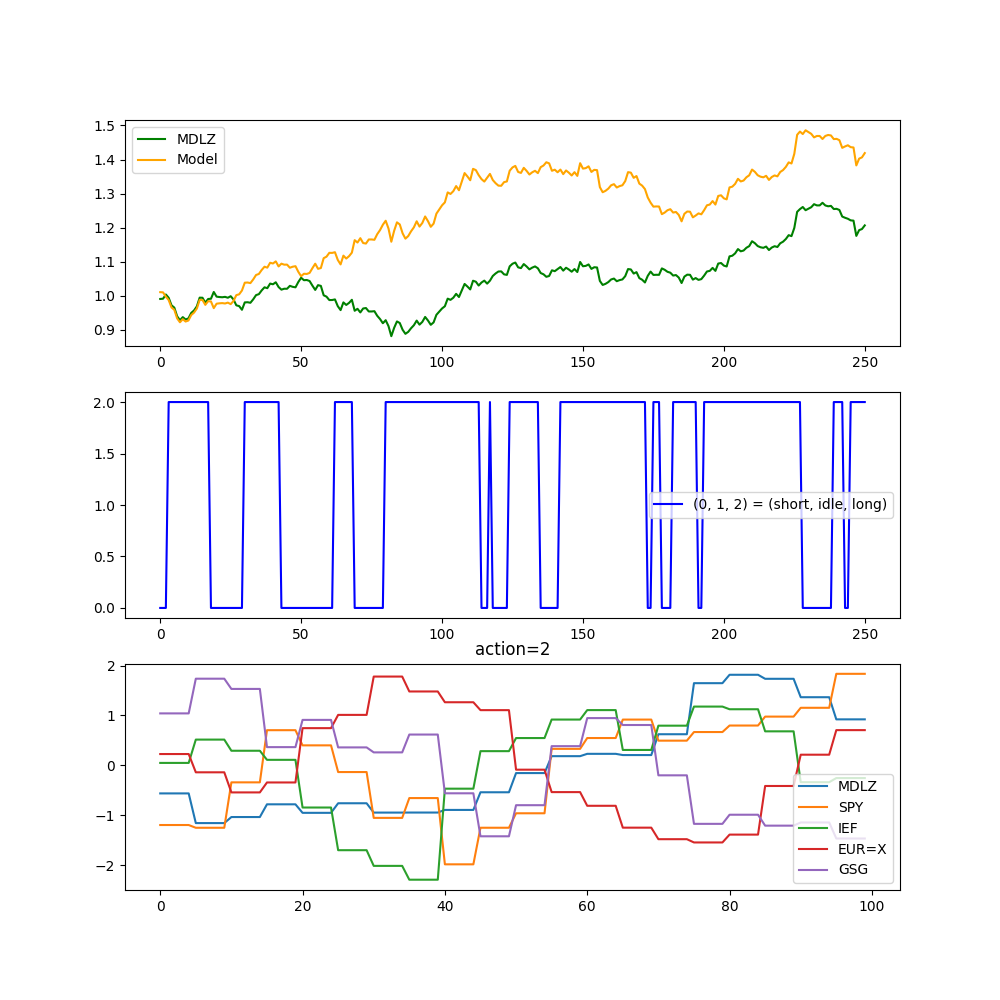 1.5
1.4
1.3
1.2
1.1
1.0
0.9
MDLZ
Model
0 50 100 150 200 250
2.0
1.5
1.0
0.5
0.0
(0, 1, 2) = (short, idle, long)
0 50 100 150 200 250
action=2
2
1
0
−1
−2
MDLZ
SPY
IEF
EUR=X
GSG
0 20 40 60 80 100